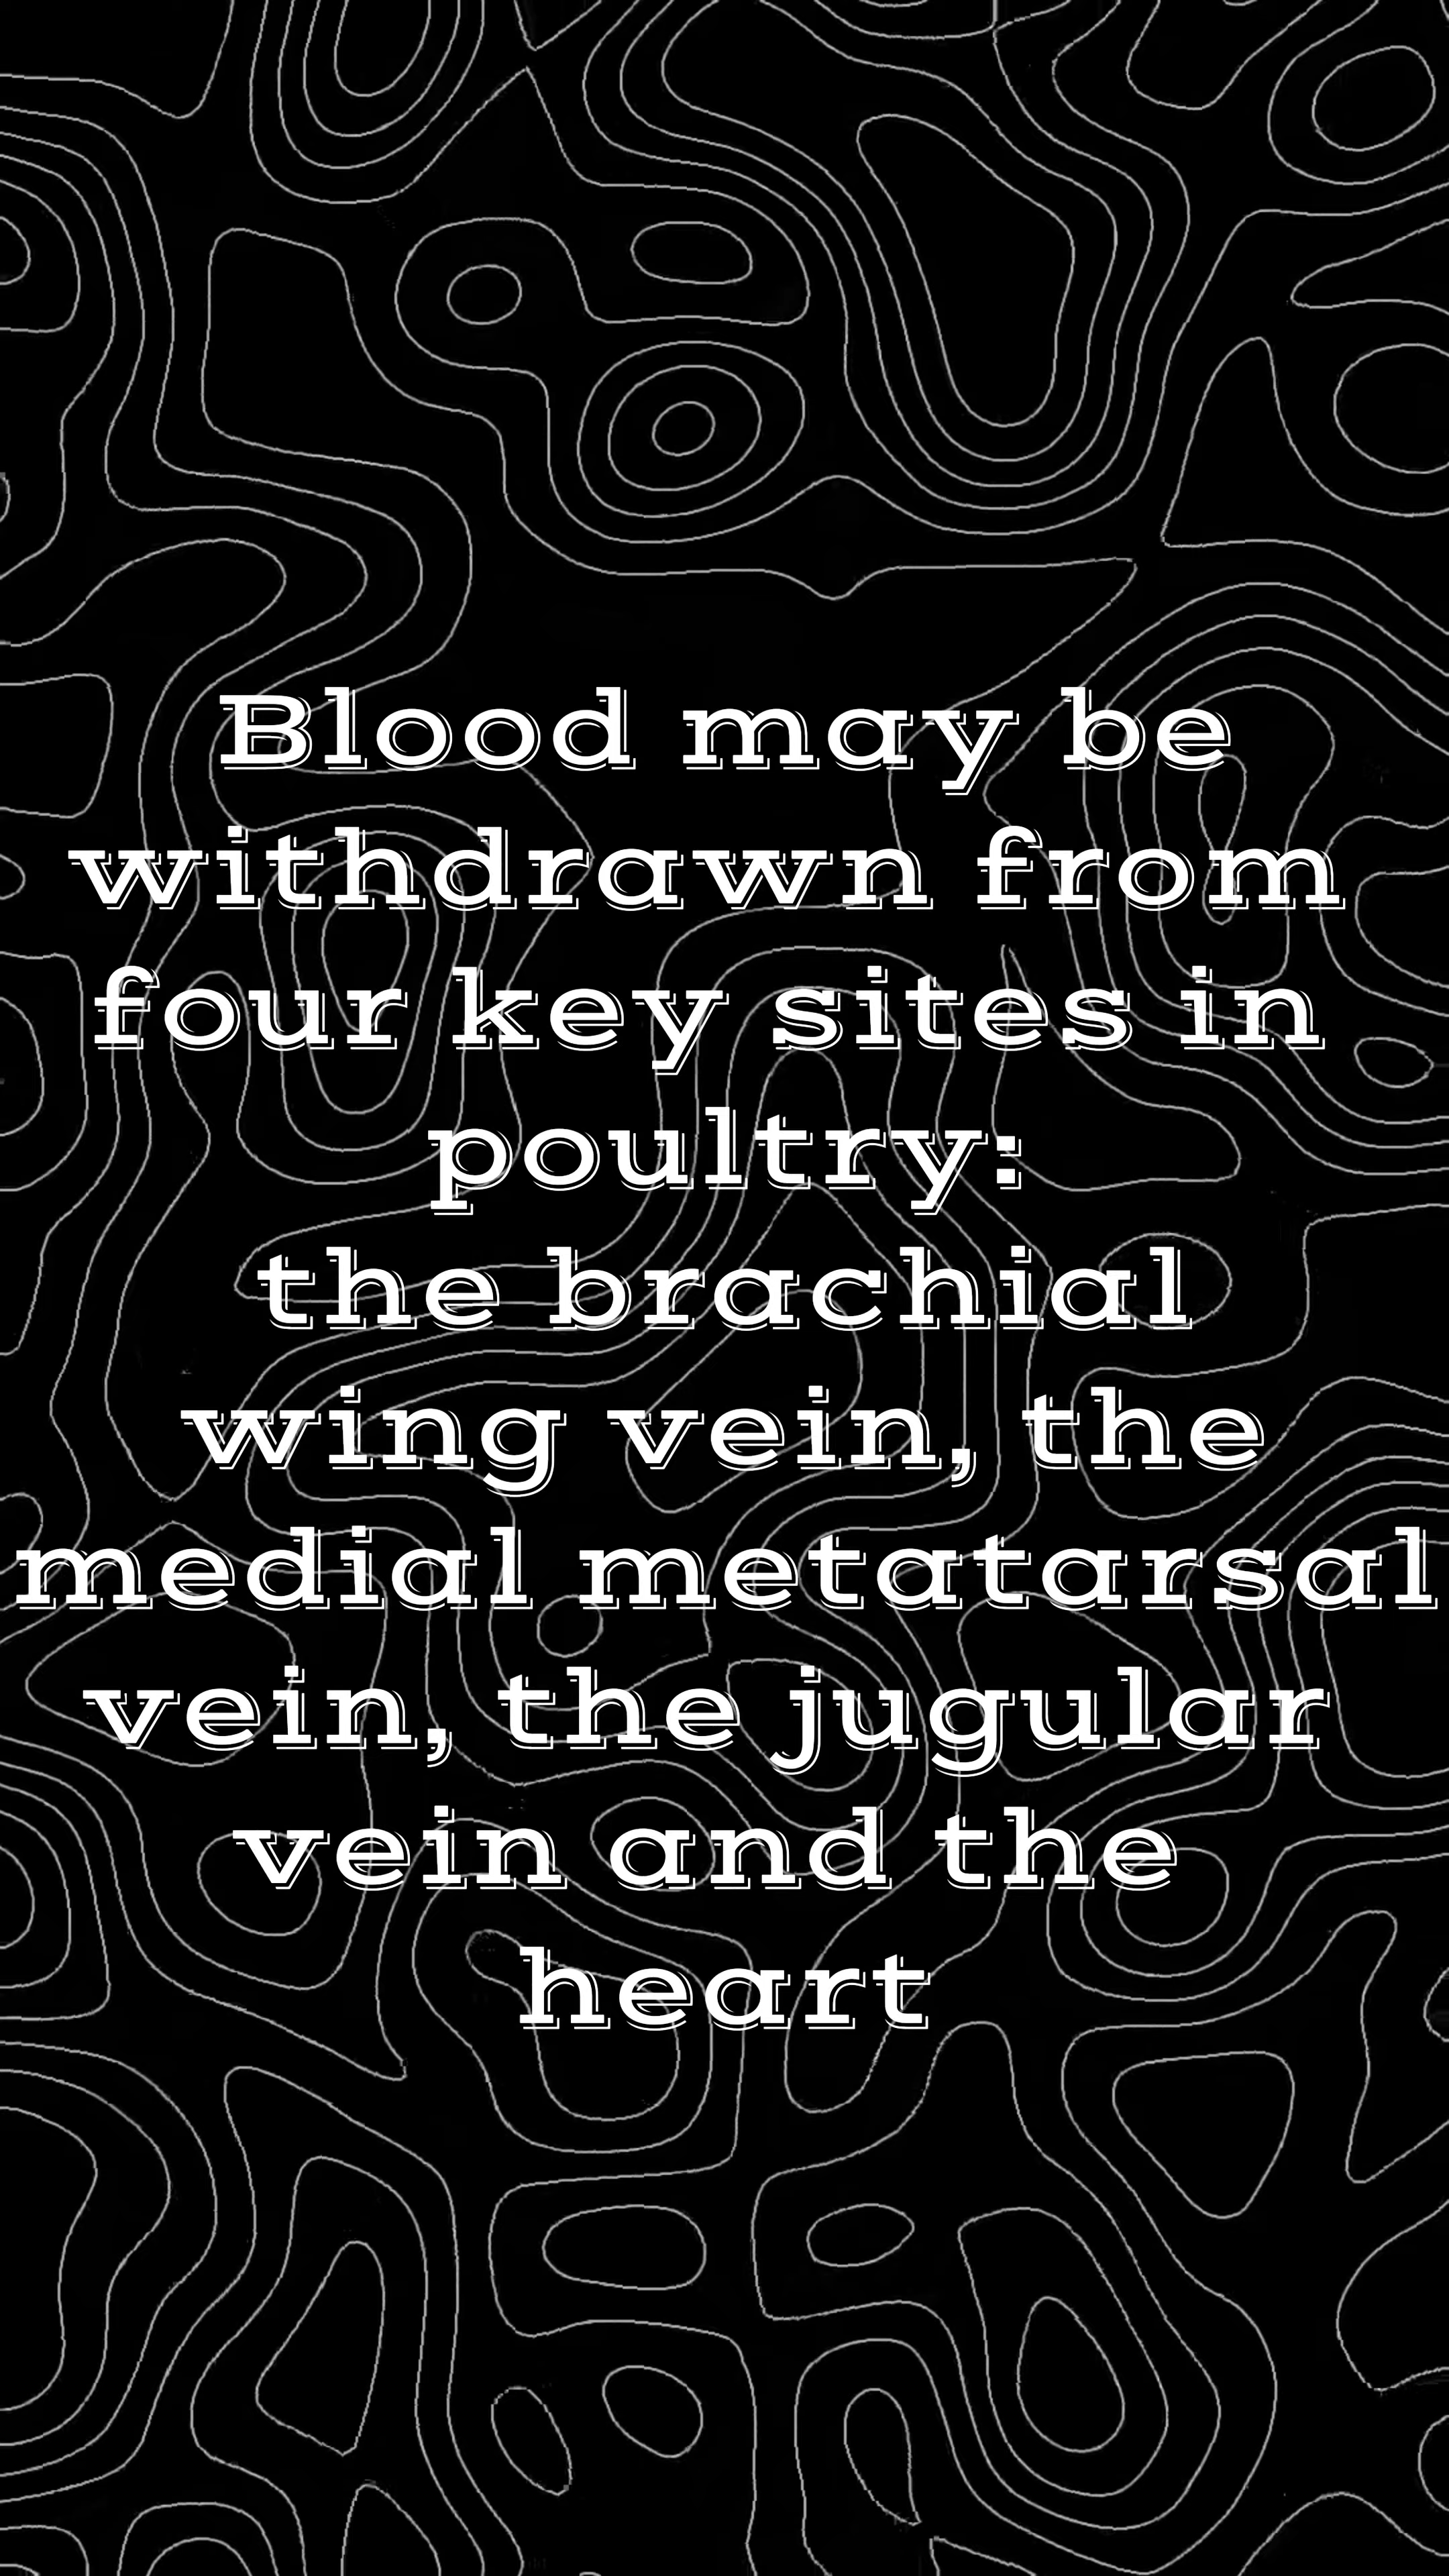 Blood may be
withdrawn from
four key sites in
poultry:
the brachial
wing vein, the
medial metatarsal
vein, the jugular
vein and the
heart